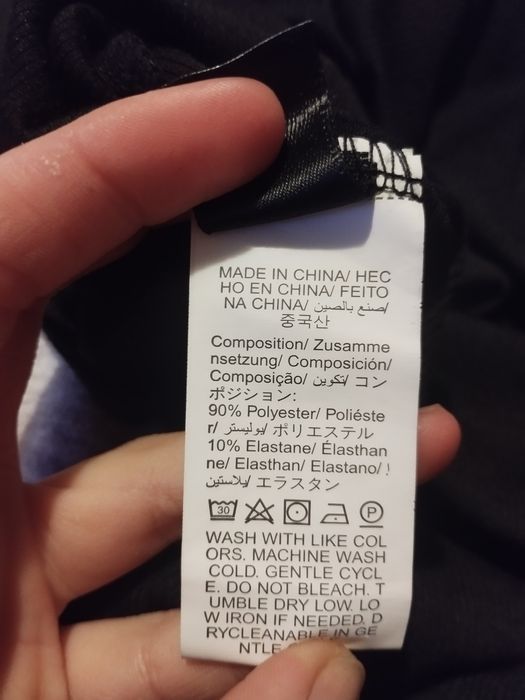 MADE IN CHINA/ HEC
HO EN CHINA/ FEITO
NA CHINA/ صنع بالصين/
중국산
Composition/ Zusamme
nsetzung/ Composición/
Composição/ تكوين/ コン
ポジション:
90% Polyester/ Poliéste
r/ بوليستر/ ポリエステル
10% Elastane/ Élasthan
ne/ Elasthan/ Elastano/ إ
يلاستين/ エラスタン
30 P
WASH WITH LIKE COL
ORS. MACHINE WASH
COLD. GENTLE CYCL
E. DO NOT BLEACH. T
UMBLE DRY LOW. LO
W IRON IF NEEDED. D
RYCLEANABLE IN GE
NTLE